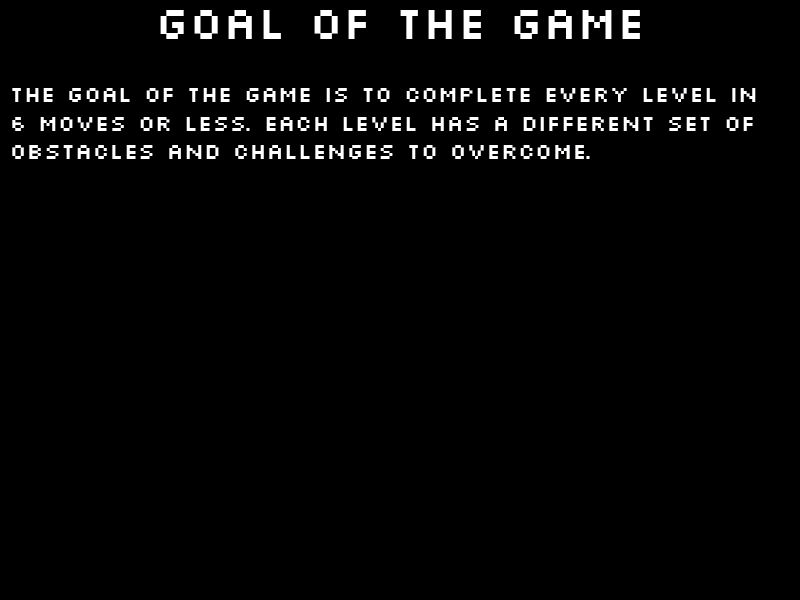 GOAL OF THE GAME
THE GOAL OF THE GAME IS TO COMPLETE EVERY LEVEL IN
6 MOVES OR LESS. EACH LEVEL HAS A DIFFERENT SET OF
OBSTACLES AND CHALLENGES TO OVERCOME.